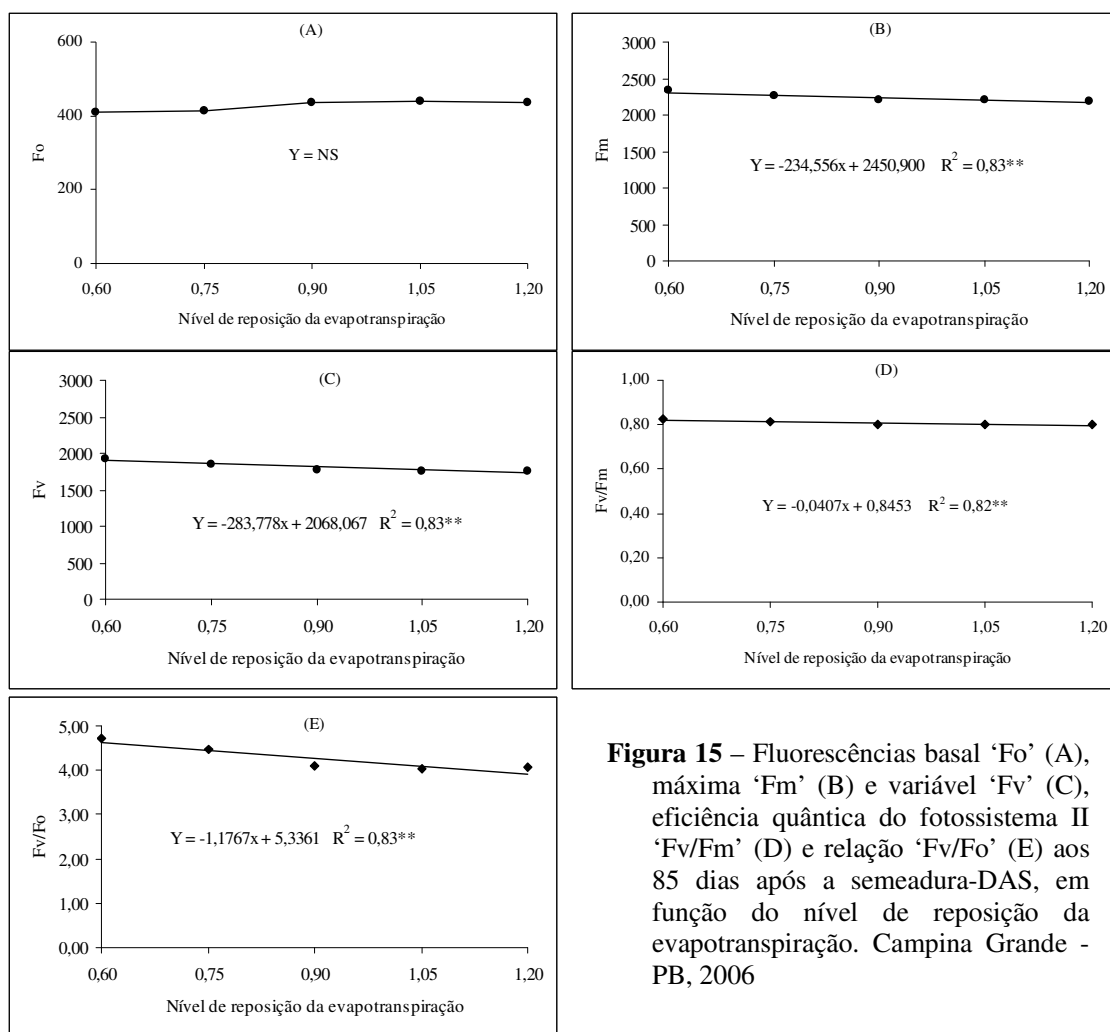 (A)
600
400
200
0
Fo
Y = NS
0,60 0,75 0,90 1,05 1,20
Nível de reposição da evapotranspiração
(B)
3000
2500
2000
1500
1000
500
0
Fm
Y = -234,556x + 2450,900 R² = 0,83**
0,60 0,75 0,90 1,05 1,20
Nível de reposição da evapotranspiração
(C)
3000
2500
2000
1500
1000
500
0
Fv
Y = -283,778x + 2068,067 R² = 0,83**
0,60 0,75 0,90 1,05 1,20
Nível de reposição da evapotranspiração
(D)
1,00
0,80
0,60
0,40
0,20
0,00
Fv/Fm
Y = -0,0407x + 0,8453 R² = 0,82**
0,60 0,75 0,90 1,05 1,20
Nível de reposição da evapotranspiração
(E)
5,00
4,00
3,00
2,00
1,00
0,00
Fv/Fo
Y = -1,1767x + 5,3361 R² = 0,83**
0,60 0,75 0,90 1,05 1,20
Nível de reposição da evapotranspiração
Figura 15 – Fluorescências basal ‘Fo’ (A),
máxima ‘Fm’ (B) e variável ‘Fv’ (C),
eficiência quântica do fotossistema II
‘Fv/Fm’ (D) e relação ‘Fv/Fo’ (E) aos
85 dias após a semeadura-DAS, em
função do nível de reposição da
evapotranspiração. Campina Grande -
PB, 2006